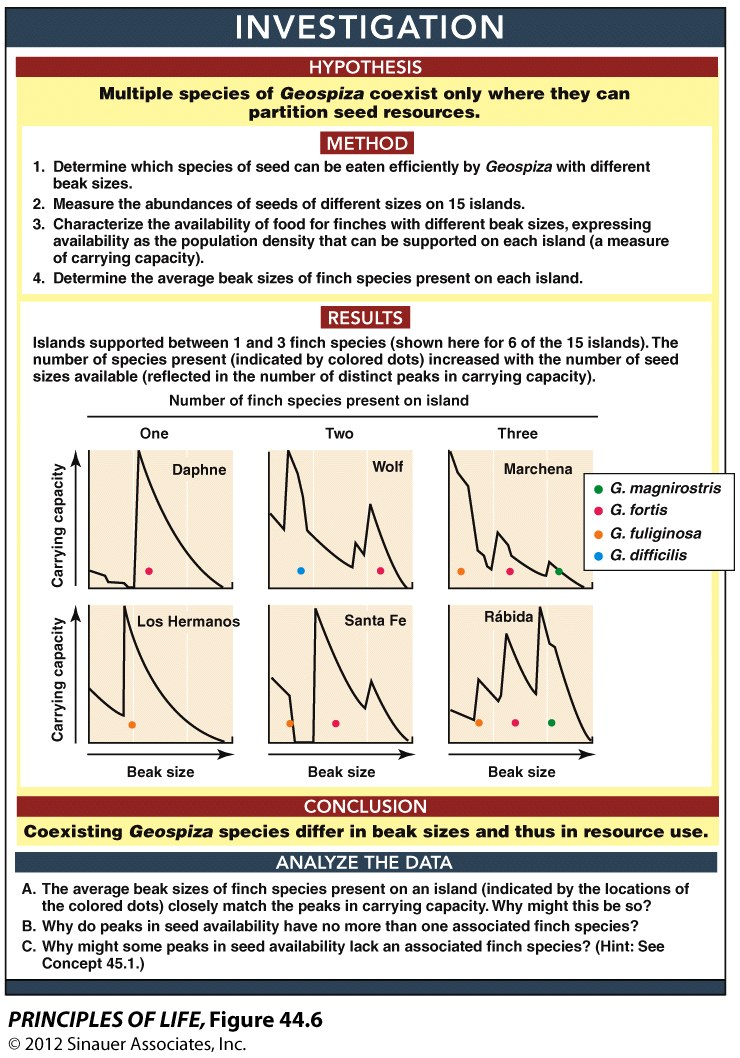 INVESTIGATION
HYPOTHESIS
Multiple species of Geospiza coexist only where they can
partition seed resources.
METHOD
1. Determine which species of seed can be eaten efficiently by Geospiza with different
beak sizes.
2. Measure the abundances of seeds of different sizes on 15 islands.
3. Characterize the availability of food for finches with different beak sizes, expressing
availability as the population density that can be supported on each island (a measure
of carrying capacity).
4. Determine the average beak sizes of finch species present on each island.
RESULTS
Islands supported between 1 and 3 finch species (shown here for 6 of the 15 islands). The
number of species present (indicated by colored dots) increased with the number of seed
sizes available (reflected in the number of distinct peaks in carrying capacity).
Number of finch species present on island
One
Two
Three
Carrying capacity
Daphne
Wolf
Marchena
G. magnirostris
G. fortis
G. fuliginosa
G. difficilis
Carrying capacity
Los Hermanos
Santa Fe
Rábida
Beak size
Beak size
Beak size
CONCLUSION
Coexisting Geospiza species differ in beak sizes and thus in resource use.
ANALYZE THE DATA
A. The average beak sizes of finch species present on an island (indicated by the locations of
the colored dots) closely match the peaks in carrying capacity. Why might this be so?
B. Why do peaks in seed availability have no more than one associated finch species?
C. Why might some peaks in seed availability lack an associated finch species? (Hint: See
Concept 45.1.)
PRINCIPLES OF LIFE, Figure 44.6
© 2012 Sinauer Associates, Inc.